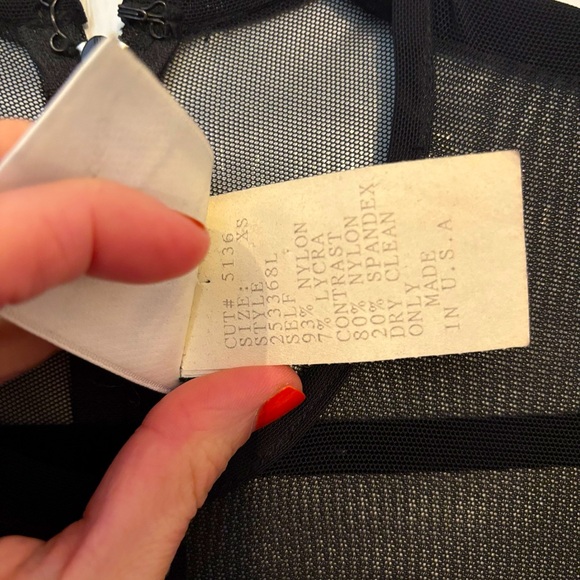 CUT# 5136
SIZE: XS
STYLE
253368L
SELF
93% NYLON
7% LYCRA
CONTRAST
80% NYLON
20% SPANDEX
DRY CLEAN
ONLY
MADE
IN U.S.A